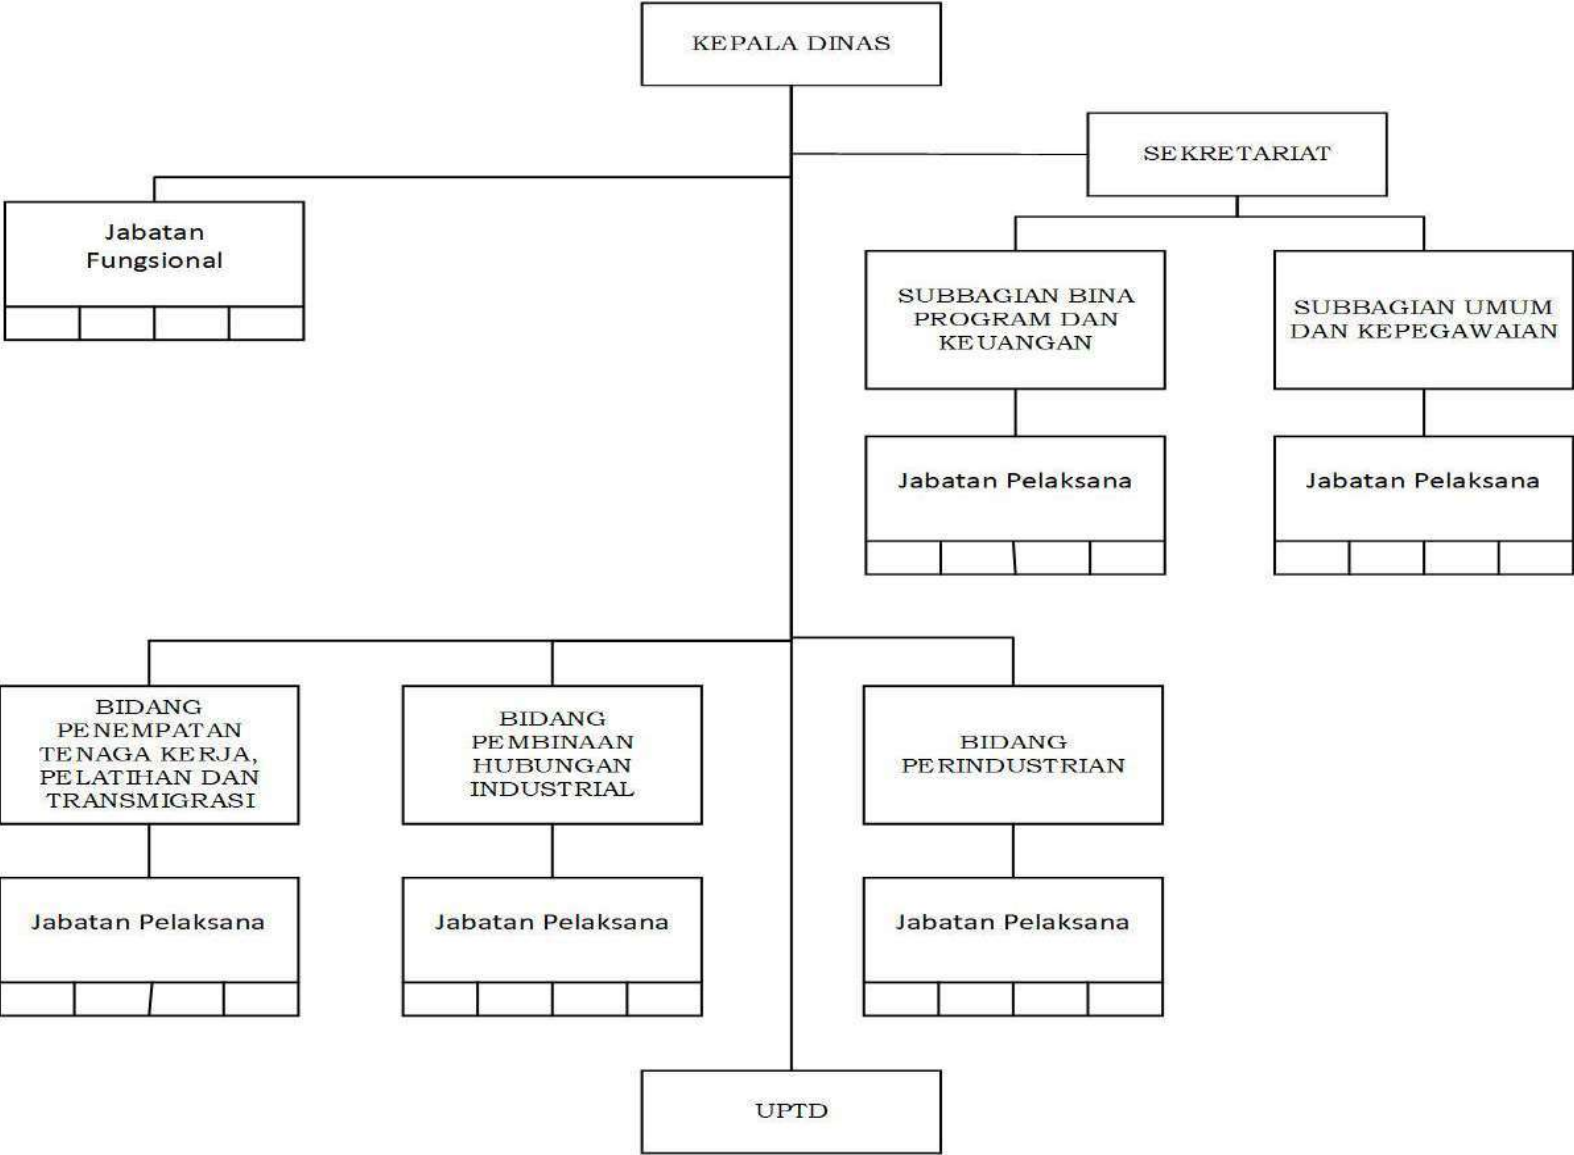 KEPALA DINAS
SEKRETARIAT
Jabatan
Fungsional
SUBBAGIAN BINA
PROGRAM DAN
KEUANGAN
SUBBAGIAN UMUM
DAN KEPEGAWAIAN
Jabatan Pelaksana
Jabatan Pelaksana
BIDANG
PENEMPATAN
TENAGA KERJA,
PELATIHAN DAN
TRANSMIGRASI
BIDANG
PEMBINAAN
HUBUNGAN
INDUSTRIAL
BIDANG
PERINDUSTRIAN
Jabatan Pelaksana
Jabatan Pelaksana
Jabatan Pelaksana
UPTD